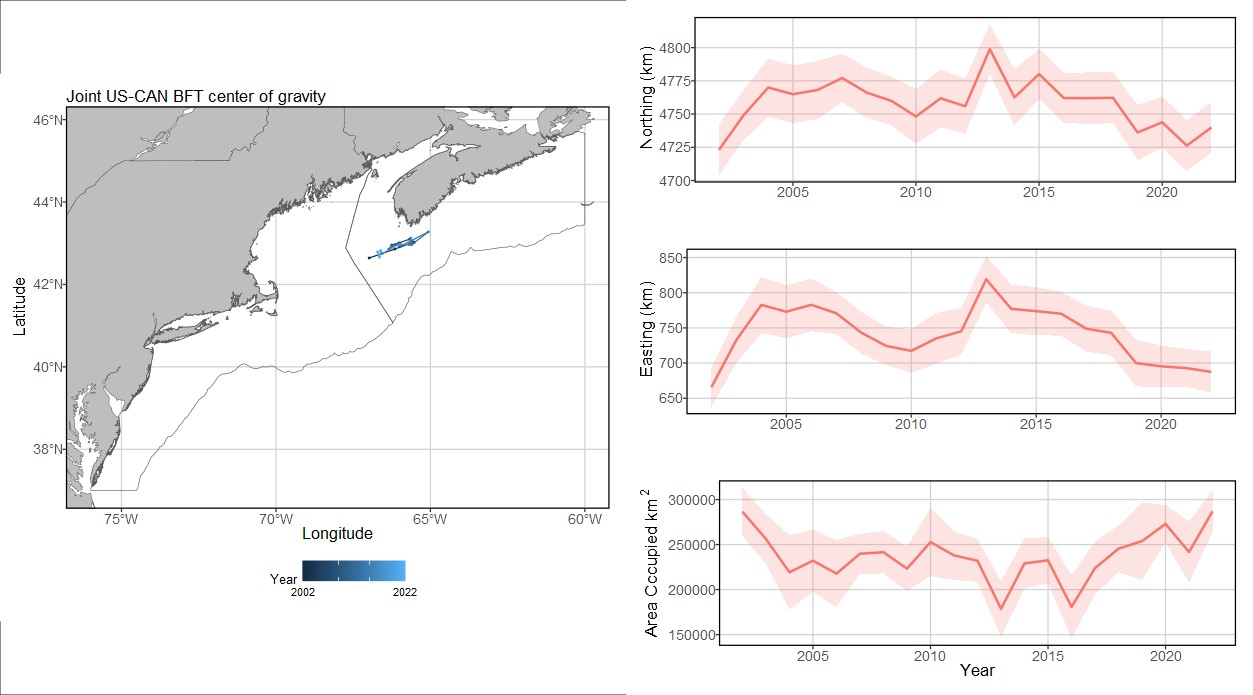 Joint US-CAN BFT center of gravity
46°N
44°N
42°N
40°N
38°N
Latitude
75°W
70°W
65°W
60°W
Longitude
Year
2002
2022
Northing (km)
4800
4775
4750
4725
4700
2005
2010
2015
2020
Easting (km)
850
800
750
700
650
2005
2010
2015
2020
Area Occupied km²
300000
250000
200000
150000
2005
2010
2015
2020
Year